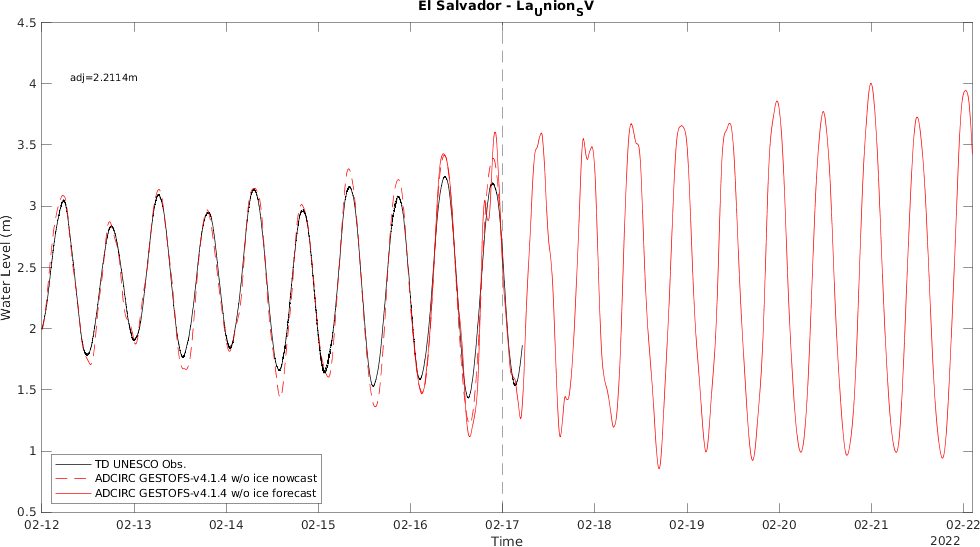 El Salvador - LaUnionSV
4.5
4
3.5
3
2.5
2
1.5
1
0.5
Water Level (m)
adj=2.2114m
TD UNESCO Obs.
ADCIRC GESTOFS-v4.1.4 w/o ice nowcast
ADCIRC GESTOFS-v4.1.4 w/o ice forecast
02-12 02-13 02-14 02-15 02-16 02-17 02-18 02-19 02-20 02-21 02-22
Time
2022